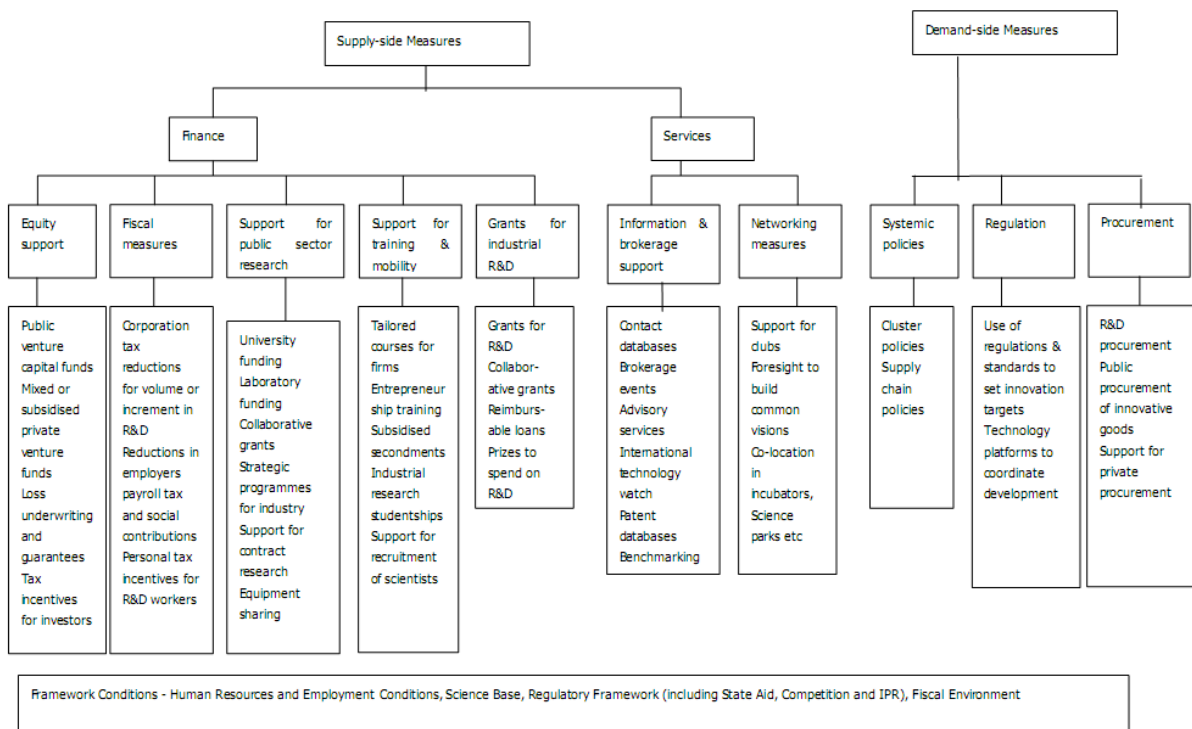 Supply-side Measures
Demand-side Measures
Finance
Services
Equity
support
Fiscal
measures
Support for
public sector
research
Support for
training &
mobility
Grants for
industrial
R&D
Information &
brokerage
support
Networking
measures
Systemic
policies
Regulation
Procurement
Public
venture
capital funds
Mixed or
subsidised
private
venture
funds
Loss
underwriting
and
guarantees
Tax
incentives
for investors
Corporation
tax
reductions
for volume or
increment in
R&D
Reductions in
employers
payroll tax
and social
contributions
Personal tax
incentives for
R&D workers
University
funding
Laboratory
funding
Collaborative
grants
Strategic
programmes
for industry
Support for
contract
research
Equipment
sharing
Tailored
courses for
firms
Entrepreneur
ship training
Subsidised
secondments
Industrial
research
studentships
Support for
recruitment
of scientists
Grants for
R&D
Collabor-
ative grants
Reimburs-
able loans
Prizes to
spend on
R&D
Contact
databases
Brokerage
events
Advisory
services
International
technology
watch
Patent
databases
Benchmarking
Support for
clubs
Foresight to
build
common
visions
Co-location
in
incubators,
Science
parks etc
Cluster
policies
Supply
chain
policies
Use of
regulations &
standards to
set innovation
targets
Technology
platforms to
coordinate
development
R&D
procurement
Public
procurement
of innovative
goods
Support for
private
procurement
Framework Conditions - Human Resources and Employment Conditions, Science Base, Regulatory Framework (including State Aid, Competition and IPR), Fiscal Environment